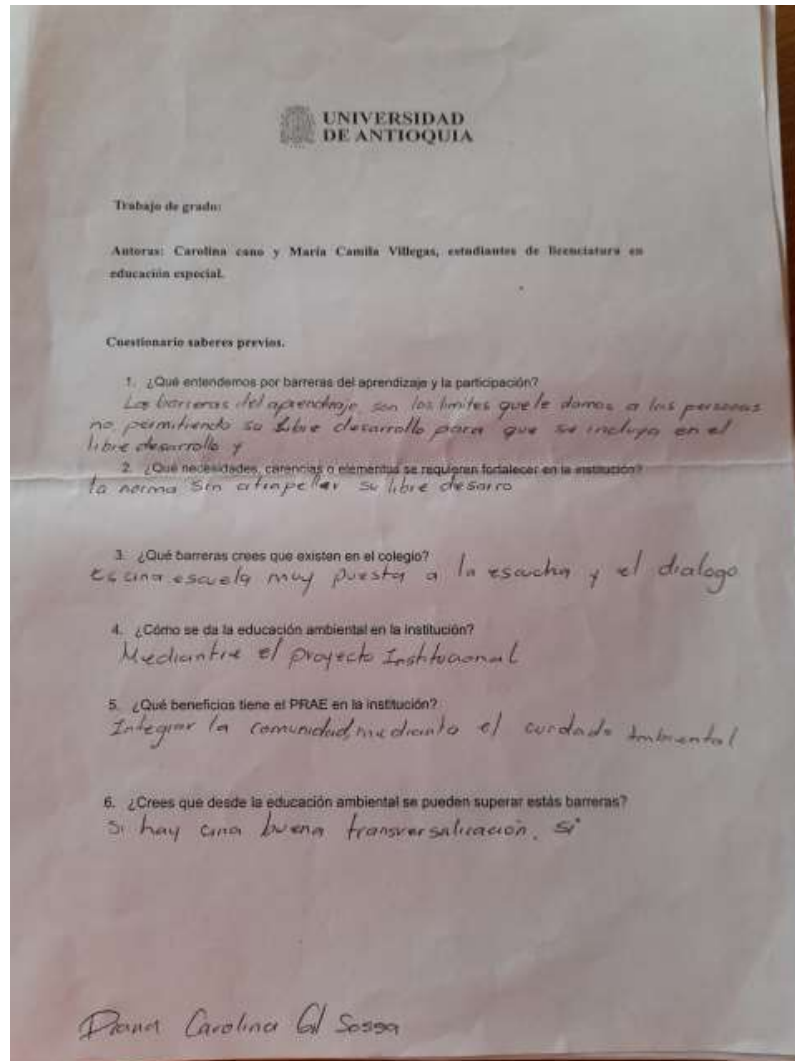 UNIVERSIDAD
DE ANTIOQUIA
Trabajo de grado:
Autoras: Carolina cano y María Camila Villegas, estudiantes de licenciatura en
educación especial.
Cuestionario saberes previos.
1. ¿Qué entendemos por barreras del aprendizaje y la participación?
Las barreras del aprendizaje son los limites que le damos a las personas
no permitiendo su libre desarrollo para que se incluya en el
libre desarrollo y
2. ¿Qué necesidades, carencias o elementos se requieren fortalecer en la institución?
la norma sin atropellar su libre desarro
3. ¿Qué barreras crees que existen en el colegio?
Es una escuela muy puesta a la escucha y el dialogo
4. ¿Cómo se da la educación ambiental en la institución?
Mediante el proyecto Institucional
5. ¿Qué beneficios tiene el PRAE en la institución?
Integrar la comunidad, mediante el cuidado Ambiental
6. ¿Crees que desde la educación ambiental se pueden superar estás barreras?
Si hay una buena transversalicación, si
Diana Carolina Gil Sossa